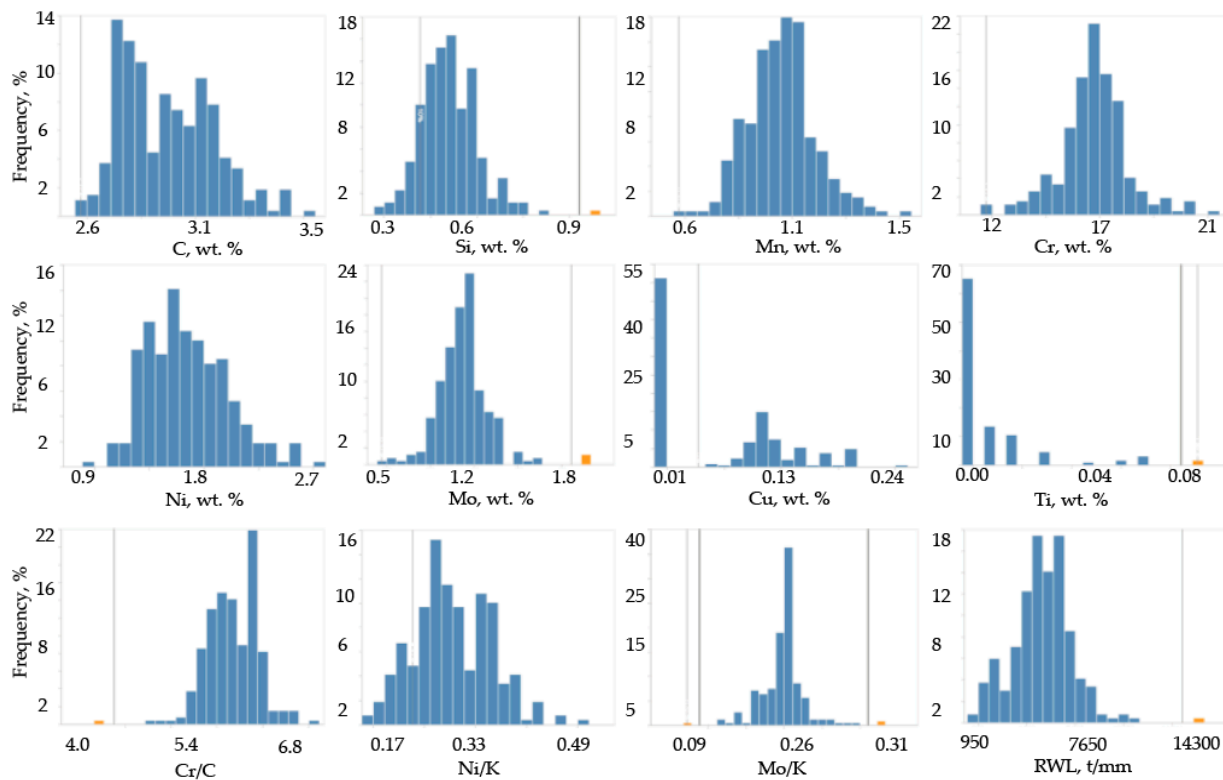 Frequency, %
14
10
6
2
2.6 3.1 3.5
C, wt. %
18
12
8
2
0.3 0.6 0.9
Si, wt. %
18
12
8
2
0.6 1.1 1.5
Mn, wt. %
22
16
10
2
12 17 21
Cr, wt. %
Frequency, %
16
12
6
2
0.9 1.8 2.7
Ni, wt. %
24
16
10
2
0.5 1.2 1.8
Mo, wt. %
55
40
25
5
0.01 0.13 0.24
Cu, wt. %
70
50
30
10
0.00 0.04 0.08
Ti, wt. %
Frequency, %
22
16
8
2
4.0 5.4 6.8
Cr/C
16
10
6
2
0.17 0.33 0.49
Ni/K
40
25
15
5
0.09 0.26 0.31
Mo/K
18
12
8
2
950 7650 14300
RWL, t/mm